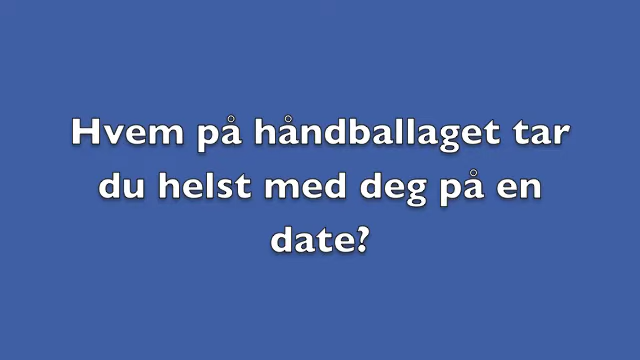 Hvem på håndballaget tar
du helst med deg på en
date?